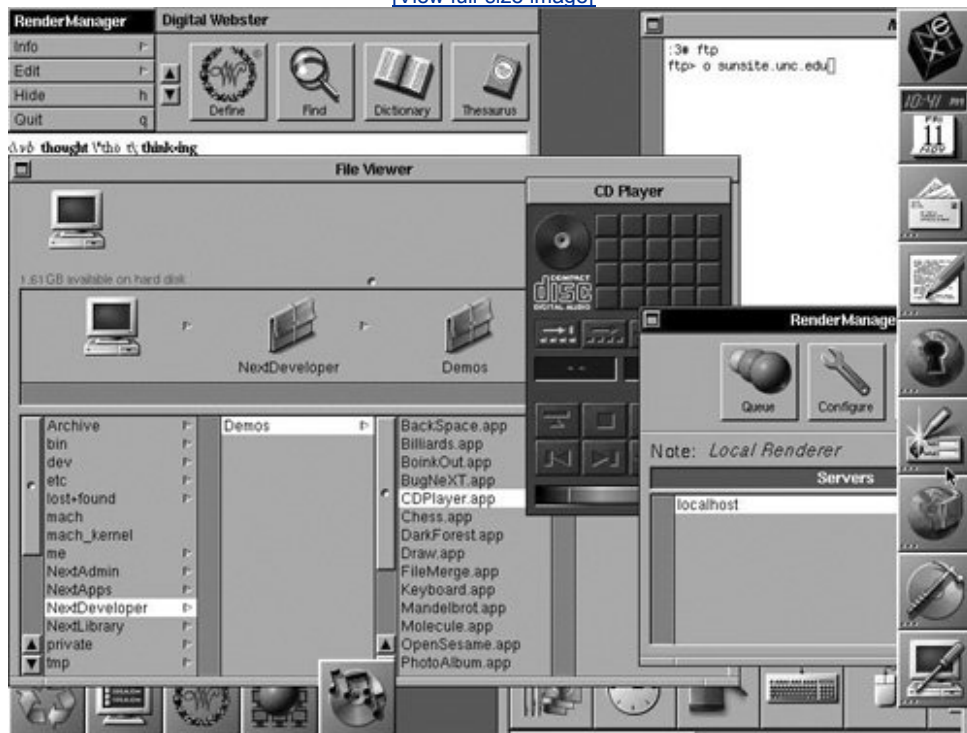 [View full size image]
RenderManager
Info
Edit
Hide h
Quit q
Digital Webster
Define
Find
Dictionary
Thesaurus
:3# ftp
ftp> o sunsite.unc.edu
NeXT
10:41
FRI
11
NOV
thought
think·ing
File Viewer
1.61GB available on hard disk
NextDeveloper
Demos
CD Player
COMPACT
disc
DIGITAL AUDIO
--
RenderManage
Queue
Configure
Note: Local Renderer
Servers
localhost
Archive
bin
dev
etc
lost+found
mach
mach_kernel
me
NextAdmin
NextApps
NextDeveloper
NextLibrary
private
tmp
Demos
BackSpace.app
Billiards.app
BoinkOut.app
BugNeXT.app
CDPlayer.app
Chess.app
DarkForest.app
Draw.app
FileMerge.app
Keyboard.app
Mandelbrot.app
Molecule.app
OpenSesame.app
PhotoAlbum.app